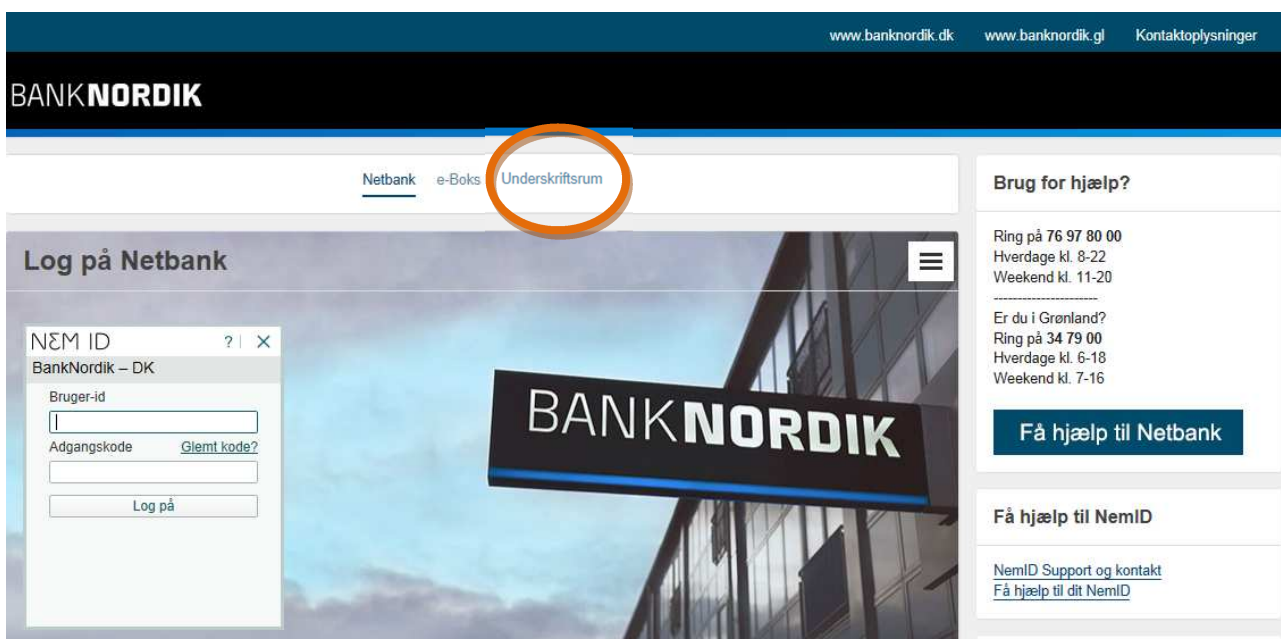 www.banknordik.dk www.banknordik.gl Kontaktoplysninger
BANKNORDIK
Netbank e-Boks Underskriftsrum
Log på Netbank
NEM ID ? X
BankNordik – DK
Bruger-id
Adgangskode Glemt kode?
Log på
BANKNORDIK
Brug for hjælp?
Ring på 76 97 80 00
Hverdage kl. 8-22
Weekend kl. 11-20
----------------------
Er du i Grønland?
Ring på 34 79 00
Hverdage kl. 6-18
Weekend kl. 7-16
Få hjælp til Netbank
Få hjælp til NemID
NemID Support og kontakt
Få hjælp til dit NemID